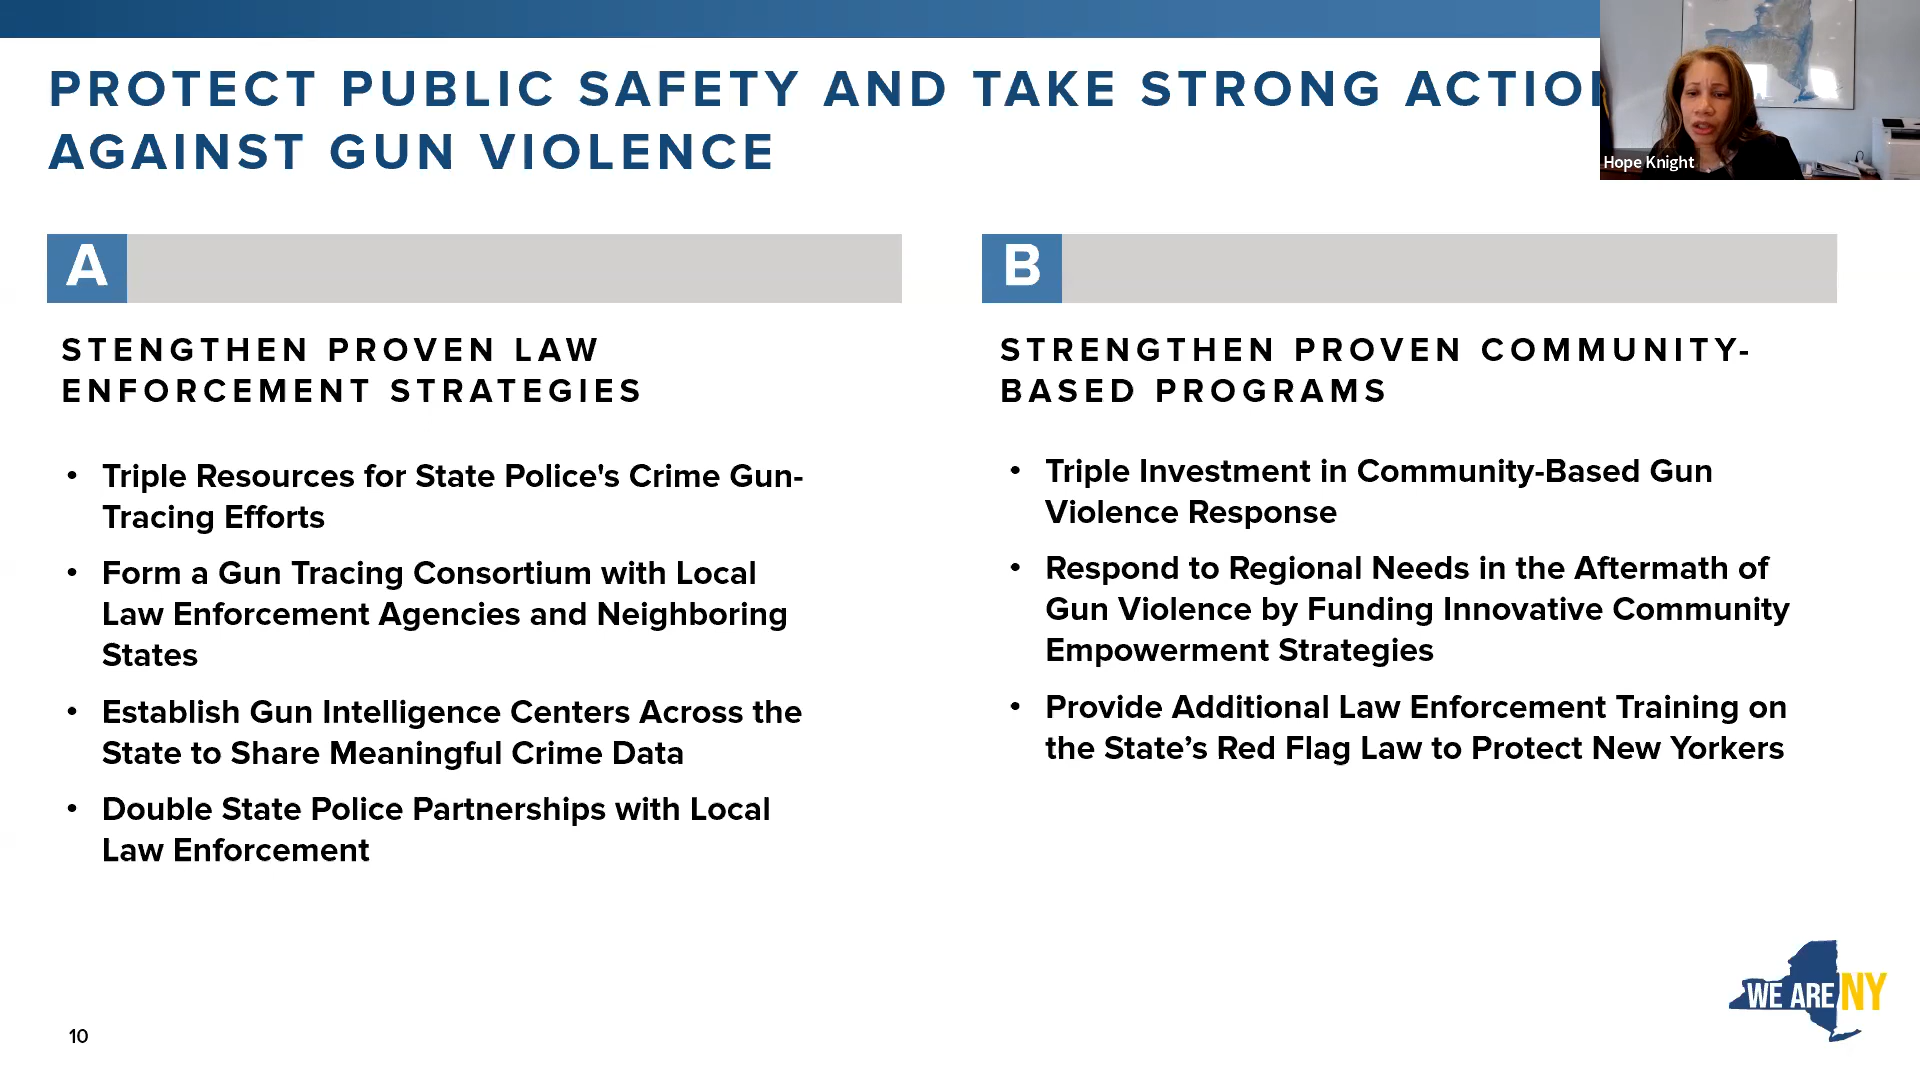 PROTECT PUBLIC SAFETY AND TAKE STRONG
AGAINST GUN VIOLENCE
Hope Knight
A
STENGTHEN PROVEN LAW
ENFORCEMENT STRATEGIES
• Triple Resources for State Police's Crime Gun-
Tracing Efforts
• Form a Gun Tracing Consortium with Local
Law Enforcement Agencies and Neighboring
States
• Establish Gun Intelligence Centers Across the
State to Share Meaningful Crime Data
• Double State Police Partnerships with Local
Law Enforcement
B
STRENGTHEN PROVEN COMMUNITY-
BASED PROGRAMS
• Triple Investment in Community-Based Gun
Violence Response
• Respond to Regional Needs in the Aftermath of
Gun Violence by Funding Innovative Community
Empowerment Strategies
• Provide Additional Law Enforcement Training on
the State’s Red Flag Law to Protect New Yorkers
WE ARE NY
10